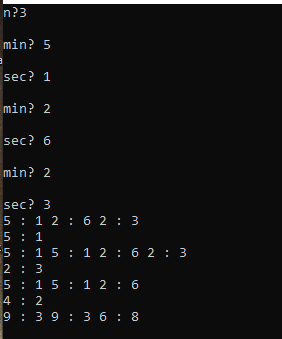 n?3
min? 5
sec? 1
min? 2
sec? 6
min? 2
sec? 3
5 : 1 2 : 6 2 : 3
5 : 1
5 : 1 5 : 1 2 : 6 2 : 3
2 : 3
5 : 1 5 : 1 2 : 6
4 : 2
9 : 3 9 : 3 6 : 8